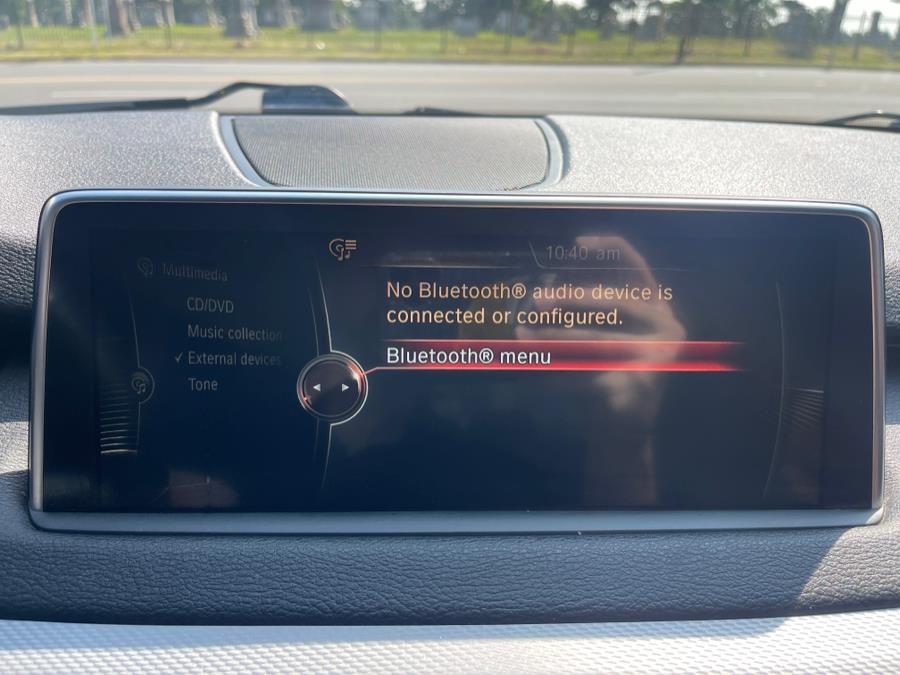 10:40 am
Multimedia
CD/DVD
Music collection
✓ External devices
Tone
No Bluetooth® audio device is
connected or configured.
Bluetooth® menu